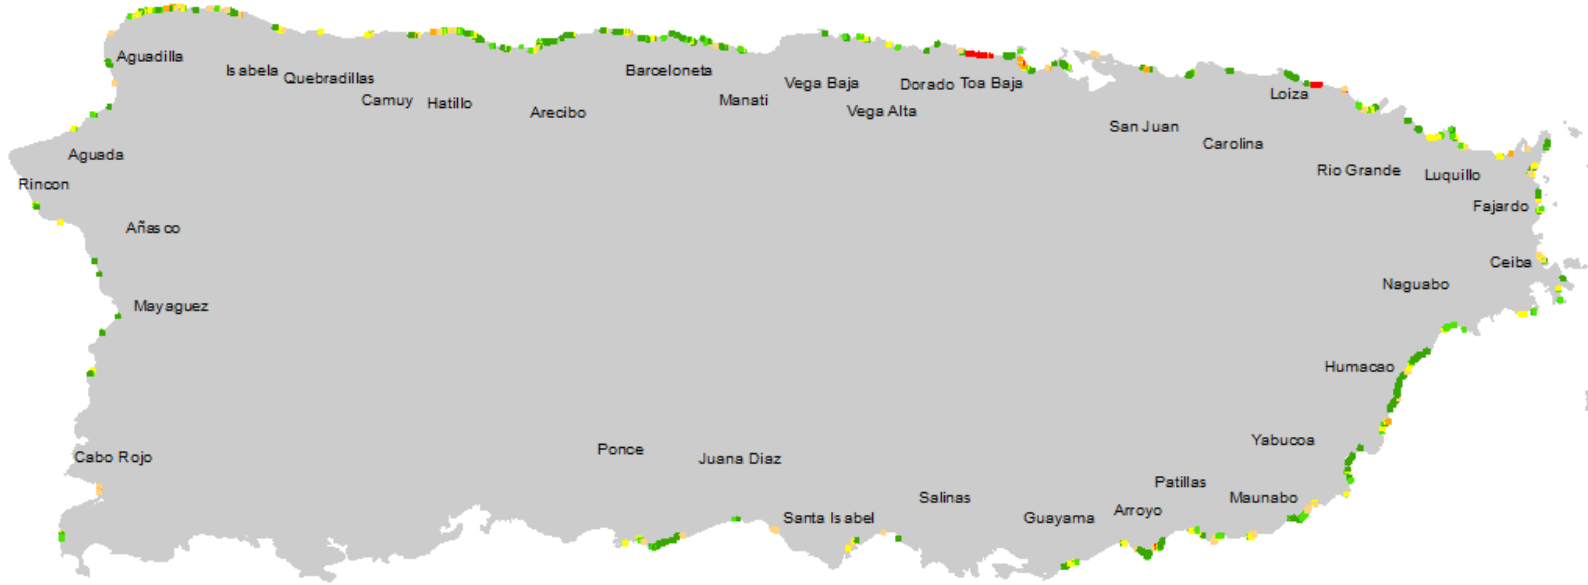 Aguadilla
Isabela
Quebradillas
Camuy
Hatillo
Arecibo
Barceloneta
Manati
Vega Baja
Vega Alta
Dorado
Toa Baja
San Juan
Carolina
Loiza
Rio Grande
Luquillo
Fajardo
Ceiba
Naguabo
Humacao
Yabucoa
Maunabo
Patillas
Arroyo
Guayama
Salinas
Santa Isabel
Juana Diaz
Ponce
Cabo Rojo
Mayaguez
Añasco
Rincon
Aguada